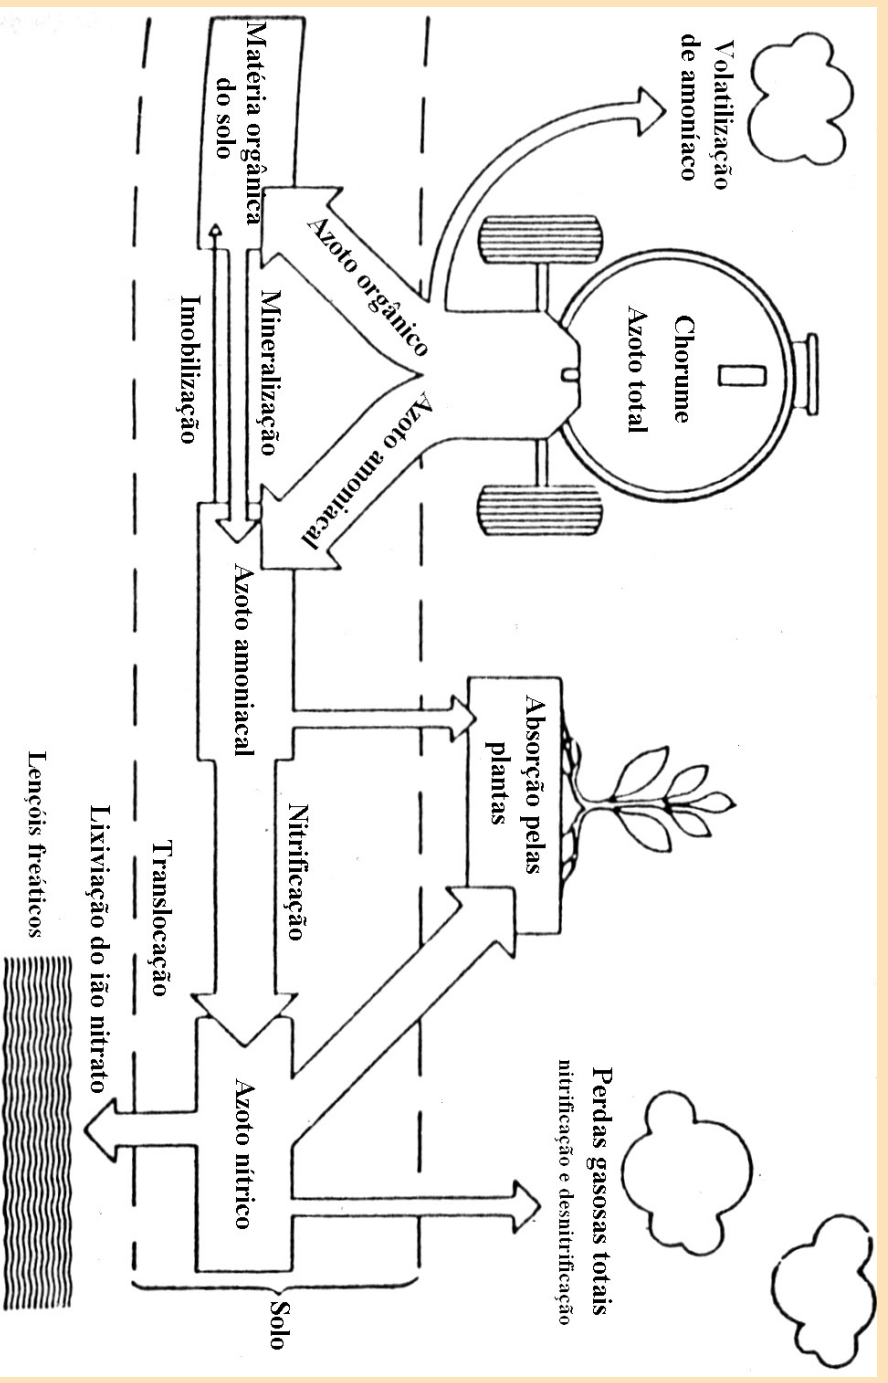 Volatilização
de amoníaco
Chorume
Azoto total
Azoto orgânico
Azoto amoniacal
Matéria orgânica
do solo
Mineralização
Imobilização
Azoto amoniacal
Absorção pelas
plantas
Nitrificação
Translocação
Azoto nítrico
Perdas gasosas totais
nitrificação e desnitrificação
Solo
Lixiviação do ião nitrato
Lençóis freáticos